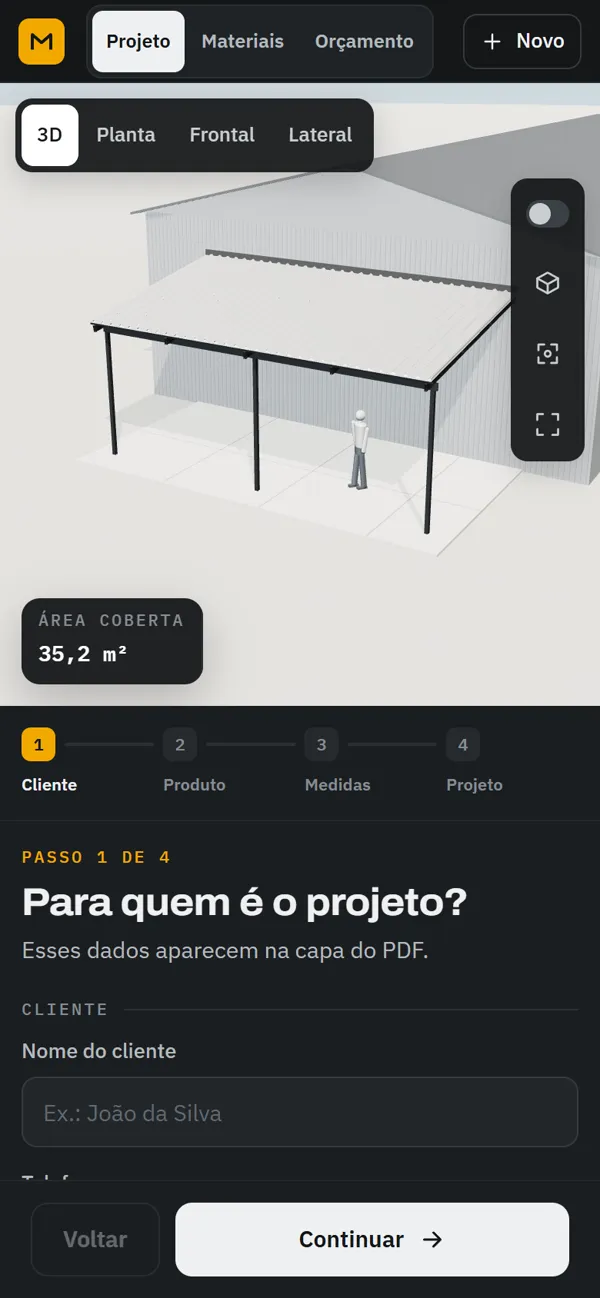 M
Projeto Materiais Orçamento + Novo
3D Planta Frontal Lateral
ÁREA COBERTA
35,2 m²
1 2 3 4
Cliente Produto Medidas Projeto
PASSO 1 DE 4
Para quem é o projeto?
Esses dados aparecem na capa do PDF.
CLIENTE
Nome do cliente
Ex.: João da Silva
Voltar Continuar →